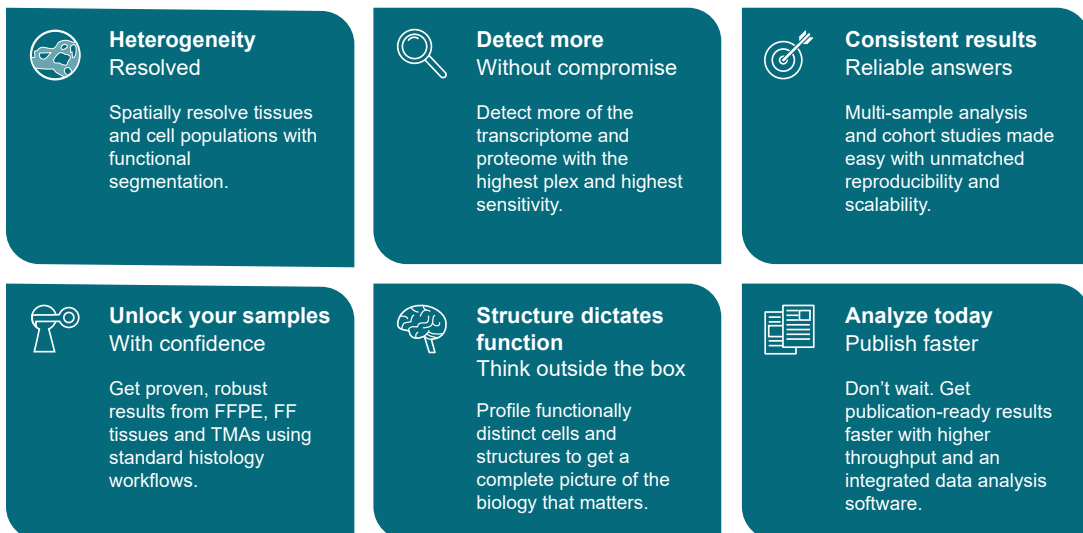 Heterogeneity
Resolved
Spatially resolve tissues
and cell populations with
functional
segmentation.
Detect more
Without compromise
Detect more of the
transcriptome and
proteome with the
highest plex and highest
sensitivity.
Consistent results
Reliable answers
Multi-sample analysis
and cohort studies made
easy with unmatched
reproducibility and
scalability.
Unlock your samples
With confidence
Get proven, robust
results from FFPE, FF
tissues and TMAs using
standard histology
workflows.
Structure dictates
function
Think outside the box
Profile functionally
distinct cells and
structures to get a
complete picture of the
biology that matters.
Analyze today
Publish faster
Don’t wait. Get
publication-ready results
faster with higher
throughput and an
integrated data analysis
software.